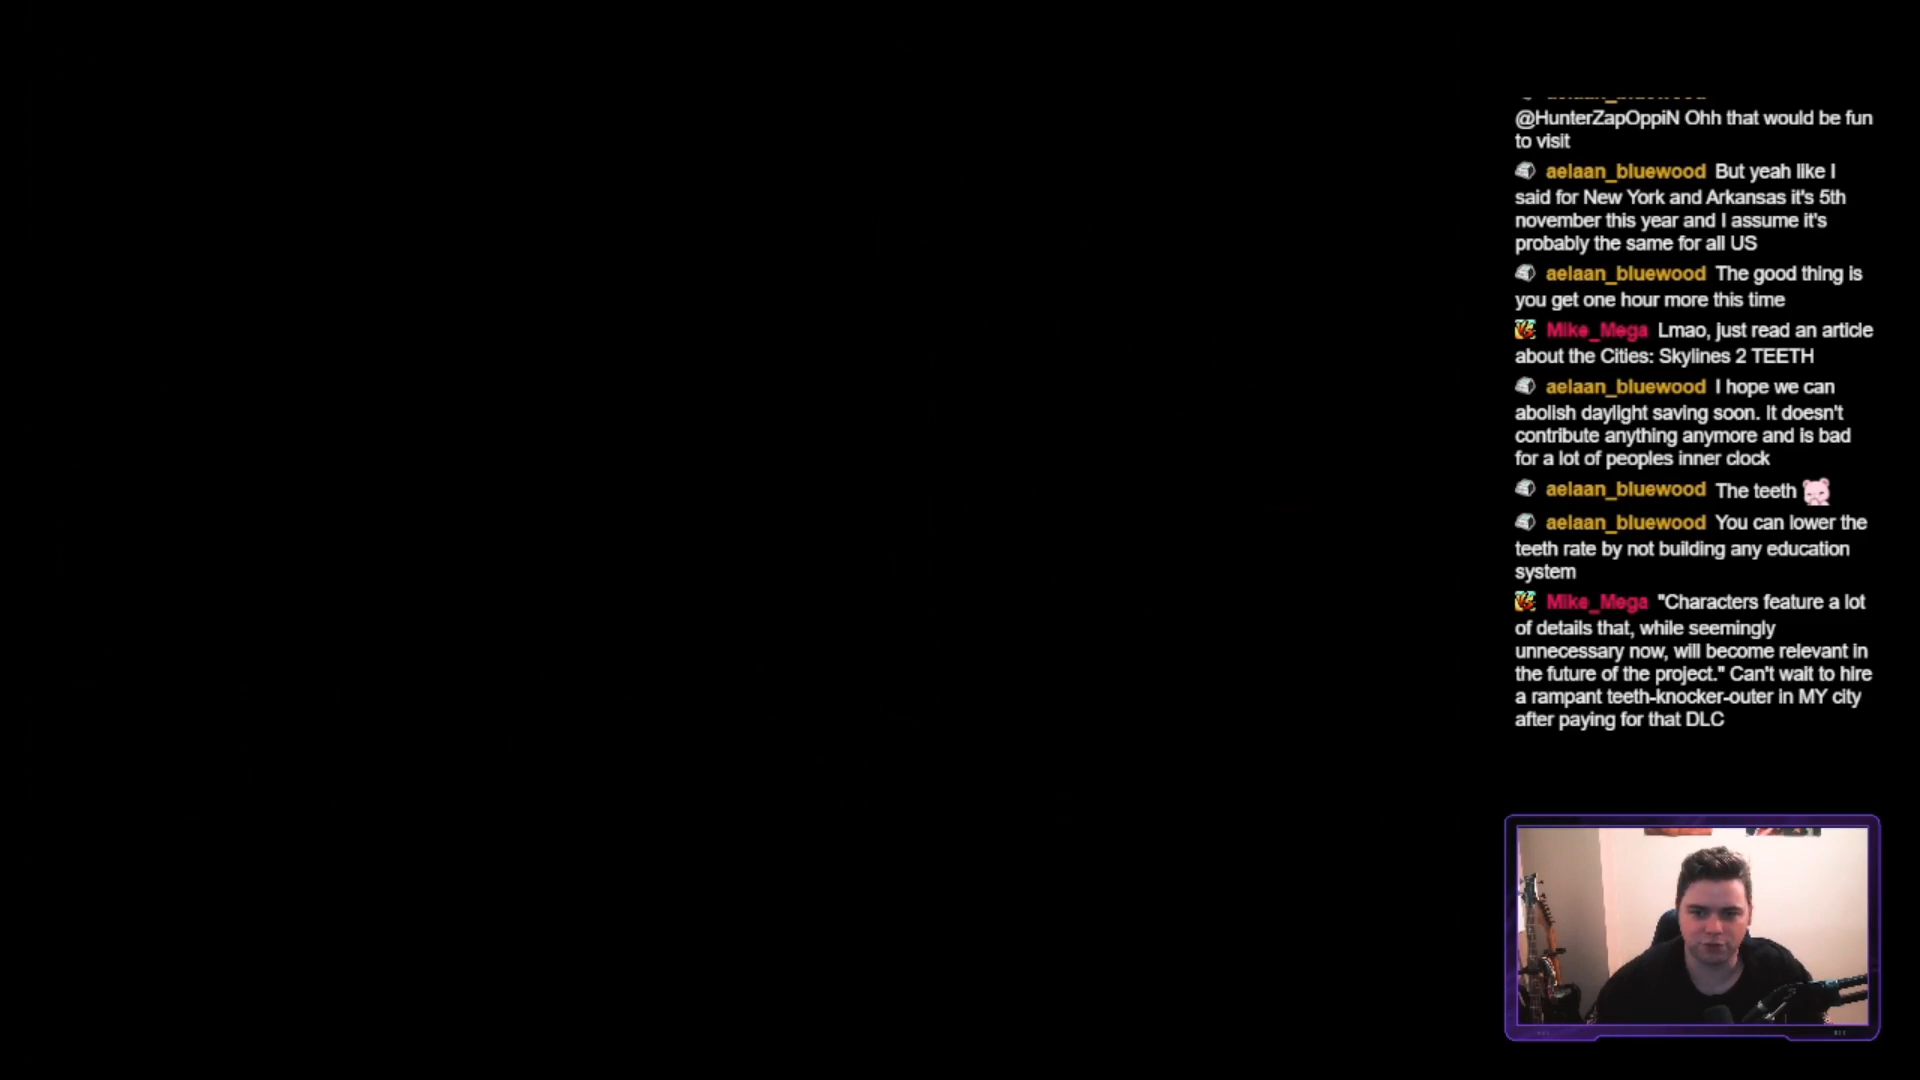 @HunterZapOppiN Ohh that would be fun
to visit
aelaan_bluewood But yeah like I
said for New York and Arkansas it's 5th
november this year and I assume it's
probably the same for all US
aelaan_bluewood The good thing is
you get one hour more this time
Mike_Mega Lmao, just read an article
about the Cities: Skylines 2 TEETH
aelaan_bluewood I hope we can
abolish daylight saving soon. It doesn't
contribute anything anymore and is bad
for a lot of peoples inner clock
aelaan_bluewood The teeth
aelaan_bluewood You can lower the
teeth rate by not building any education
system
Mike_Mega "Characters feature a lot
of details that, while seemingly
unnecessary now, will become relevant in
the future of the project." Can't wait to hire
a rampant teeth-knocker-outer in MY city
after paying for that DLC